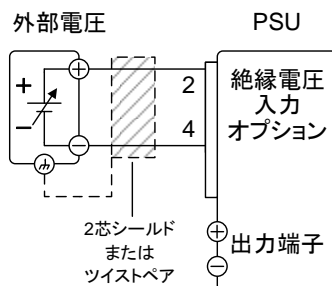 外部電圧
PSU
+
−
+
−
2
4
絶縁電圧
入力
オプション
2芯シールド
または
ツイストペア
+
−
出力端子